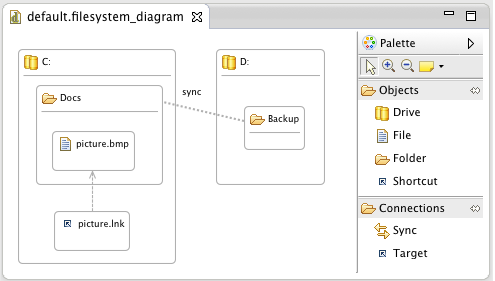 default.filesystem_diagram
C:
Docs
picture.bmp
picture.lnk
sync
D:
Backup
Palette
Objects
Drive
File
Folder
Shortcut
Connections
Sync
Target